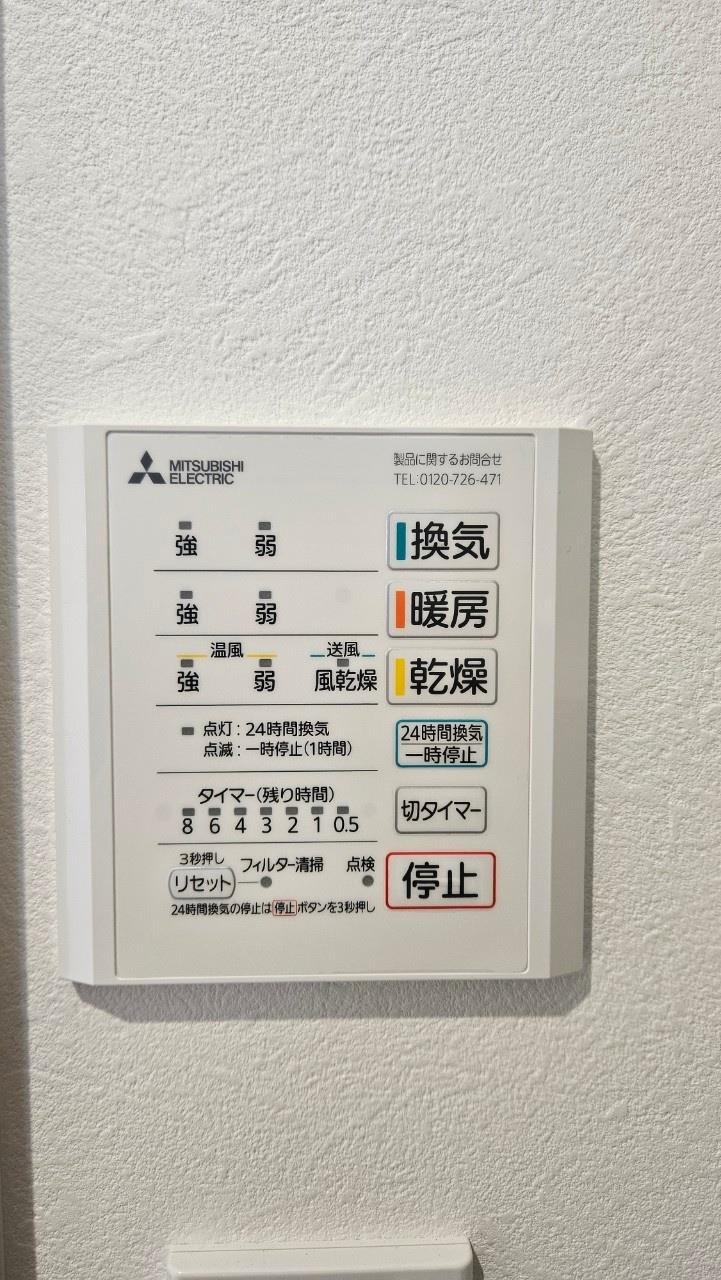 MITSUBISHI
ELECTRIC
製品に関するお問合せ
TEL:0120-726-471
強 弱 換気
強 弱 暖房
温風 送風
強 弱 風乾燥 乾燥
点灯:24時間換気
点滅:一時停止(1時間)
24時間換気
一時停止
タイマー(残り時間)
8 6 4 3 2 1 0.5
切タイマー
3秒押し
リセット フィルター清掃 点検
停止
24時間換気の停止は停止ボタンを3秒押し